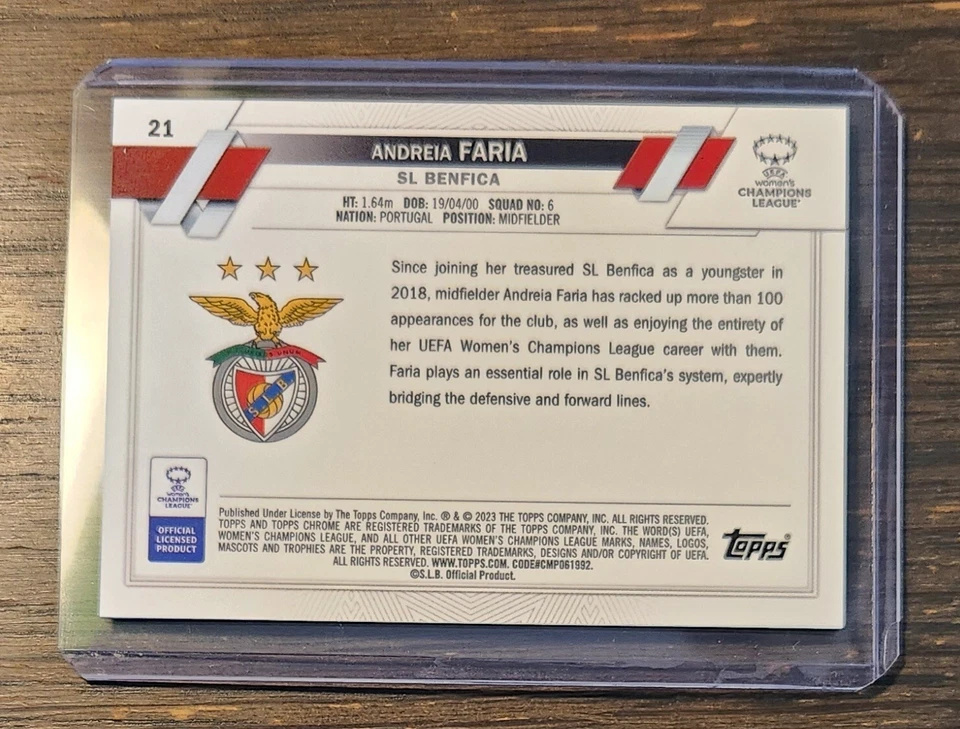 21
ANDREIA FARIA
SL BENFICA
HT: 1.64m DOB: 19/04/00 SQUAD NO: 6
NATION: PORTUGAL POSITION: MIDFIELDER
UEFA
women's
CHAMPIONS
LEAGUE
Since joining her treasured SL Benfica as a youngster in
2018, midfielder Andreia Faria has racked up more than 100
appearances for the club, as well as enjoying the entirety of
her UEFA Women's Champions League career with them.
Faria plays an essential role in SL Benfica's system, expertly
bridging the defensive and forward lines.
SLB
women's
CHAMPIONS
LEAGUE
OFFICIAL
LICENSED
PRODUCT
Published Under License by The Topps Company, Inc. ® & © 2023 THE TOPPS COMPANY, INC. ALL RIGHTS RESERVED.
TOPPS AND TOPPS CHROME ARE REGISTERED TRADEMARKS OF THE TOPPS COMPANY, INC. THE WORD(S) UEFA,
WOMEN'S CHAMPIONS LEAGUE, AND ALL OTHER UEFA WOMEN'S CHAMPIONS LEAGUE MARKS, NAMES, LOGOS,
MASCOTS AND TROPHIES ARE THE PROPERTY, REGISTERED TRADEMARKS, DESIGNS AND/OR COPYRIGHT OF UEFA.
ALL RIGHTS RESERVED. WWW.TOPPS.COM. CODE#CMP061992.
©S.L.B. Official Product.
topps®